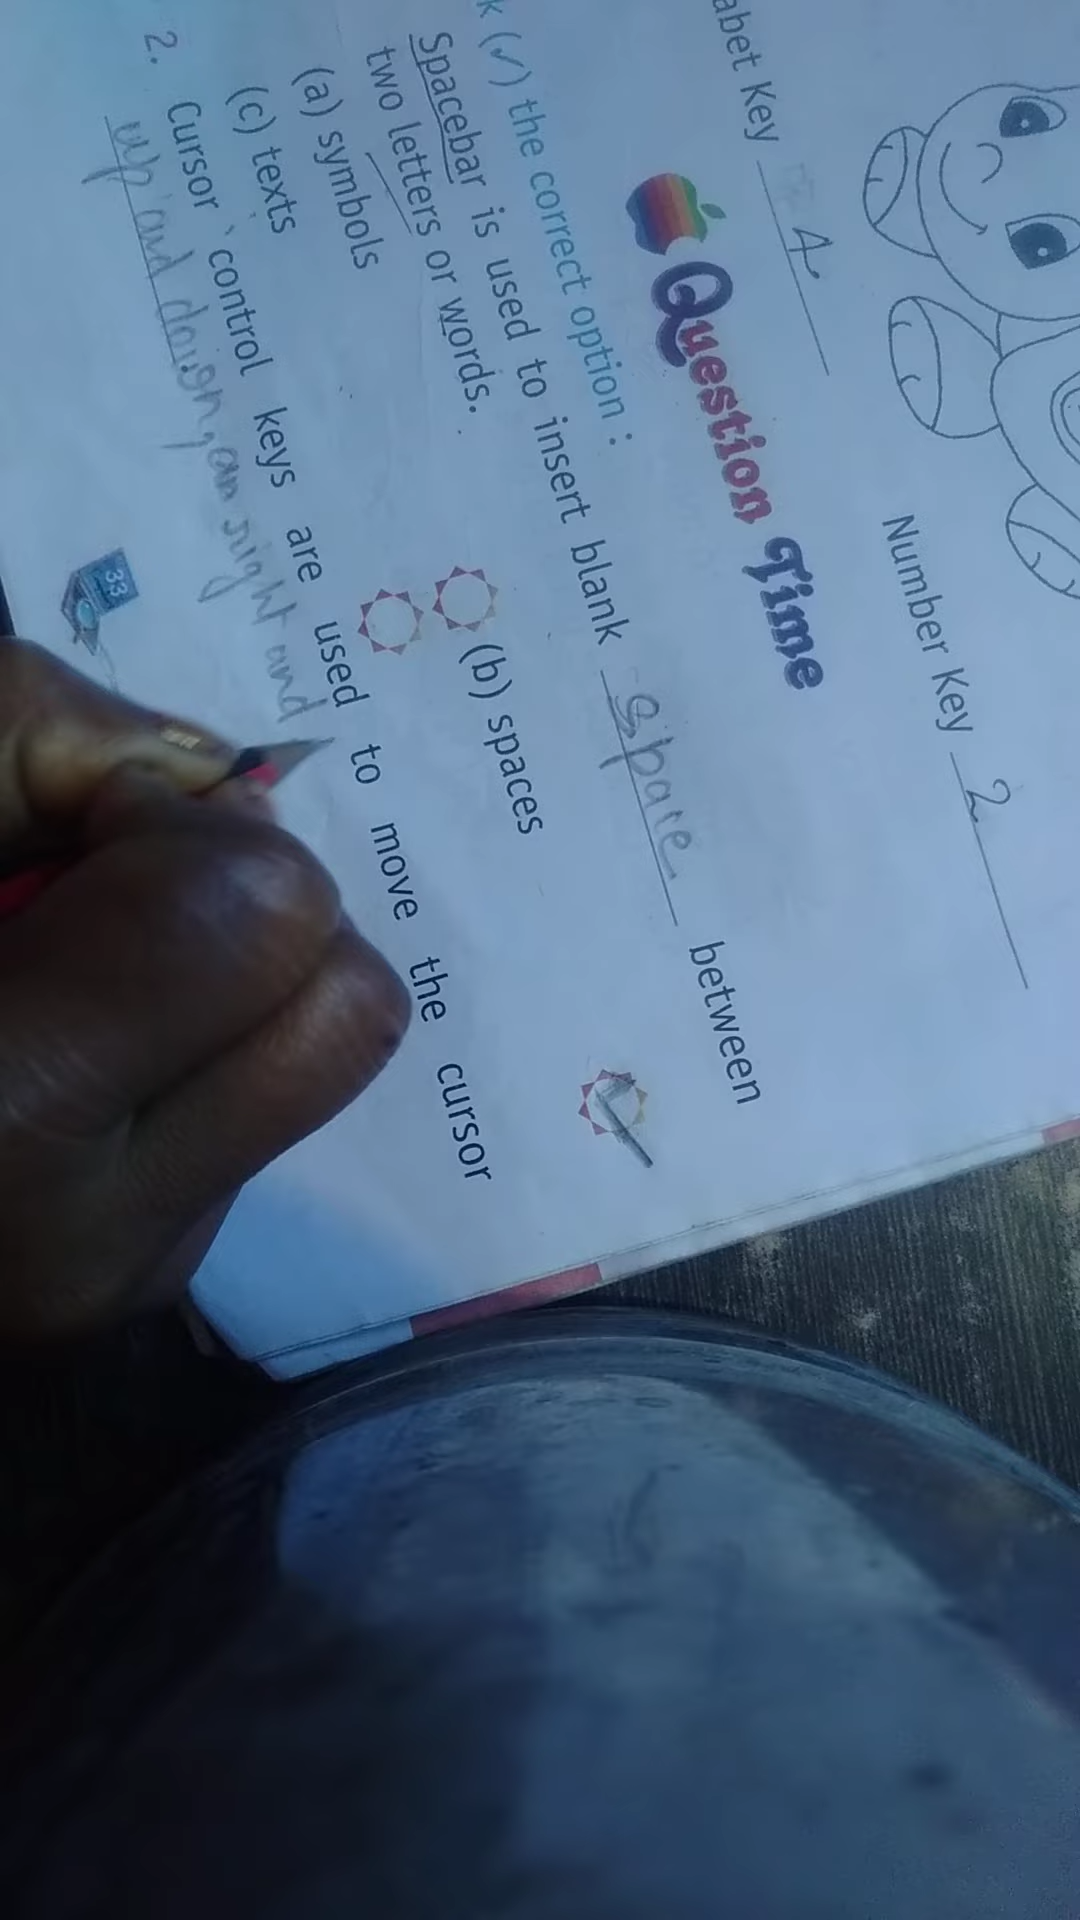 abet Key 4
Number Key 2
Question Time
k (✓) the correct option :
Spacebar is used to insert blank space between
two letters or words.
(a) symbols
(b) spaces
(c) texts
2. Cursor control keys are used to move the cursor
up and down, an right and
33